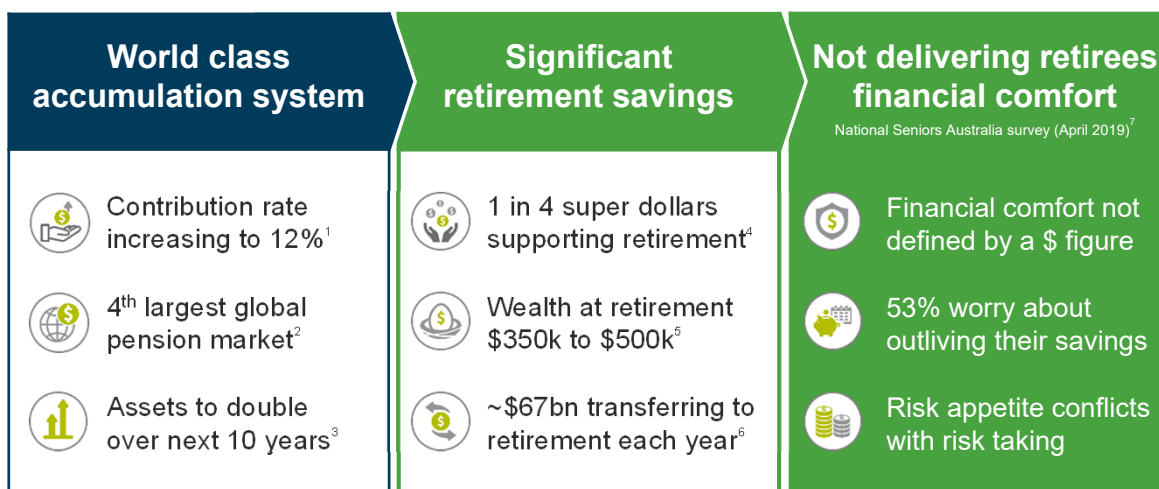 World class
accumulation system
Contribution rate
increasing to 12%¹
4ᵗʰ largest global
pension market²
Assets to double
over next 10 years³
Significant
retirement savings
1 in 4 super dollars
supporting retirement⁴
Wealth at retirement
$350k to $500k⁵
~$67bn transferring to
retirement each year⁶
Not delivering retirees
financial comfort
National Seniors Australia survey (April 2019)⁷
Financial comfort not
defined by a $ figure
53% worry about
outliving their savings
Risk appetite conflicts
with risk taking